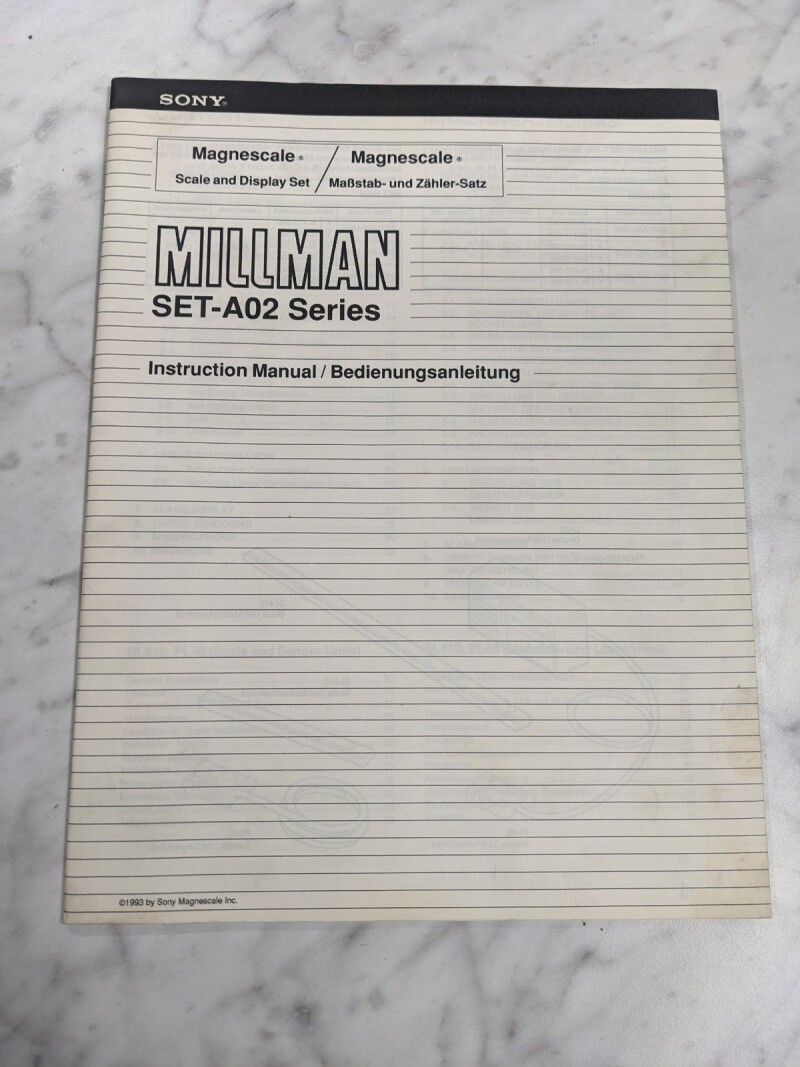 SONY®
Magnescale ® / Magnescale ®
Scale and Display Set / Maßstab- und Zähler-Satz
MILLMAN
SET-A02 Series
Instruction Manual / Bedienungsanleitung
©1993 by Sony Magnescale Inc.